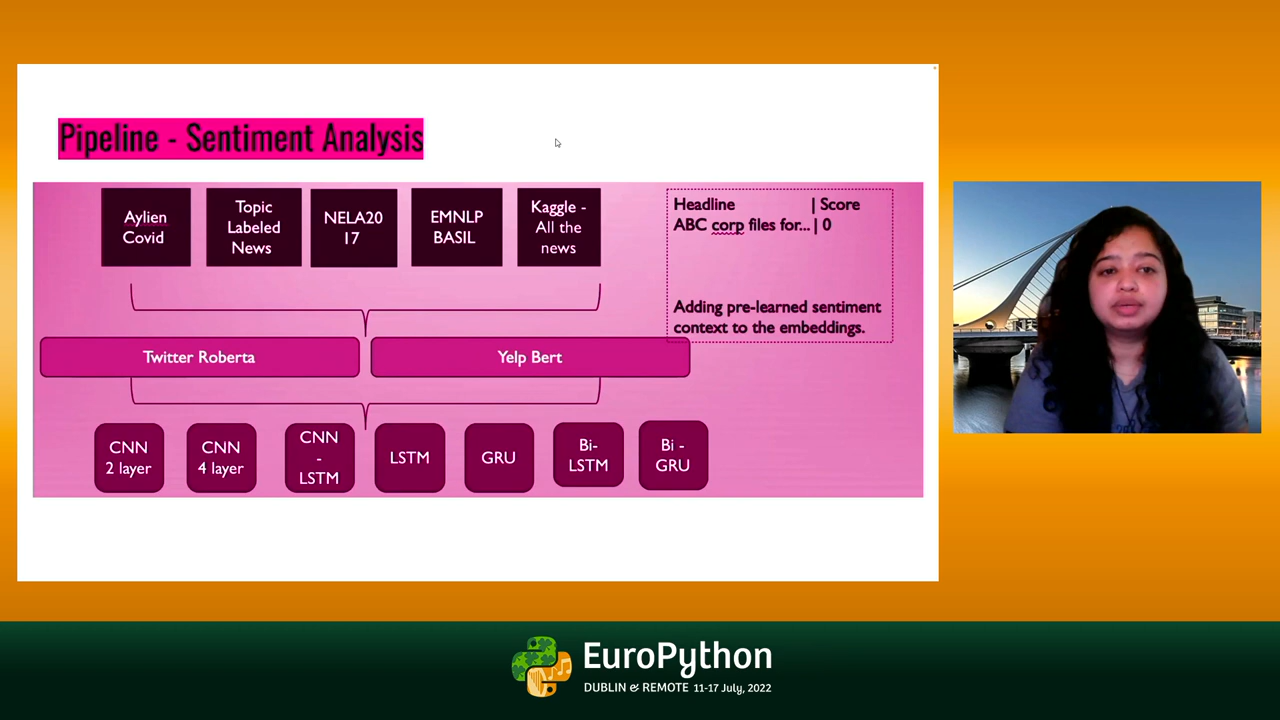 Pipeline - Sentiment Analysis
Aylien
Covid
Topic
Labeled
News
NELA20
17
EMNLP
BASIL
Kaggle -
All the
news
Headline | Score
ABC corp files for... | 0
Adding pre-learned sentiment
context to the embeddings.
Twitter Roberta
Yelp Bert
CNN
2 layer
CNN
4 layer
CNN
-
LSTM
LSTM
GRU
Bi-
LSTM
Bi -
GRU
EuroPython
DUBLIN & REMOTE 11-17 July, 2022